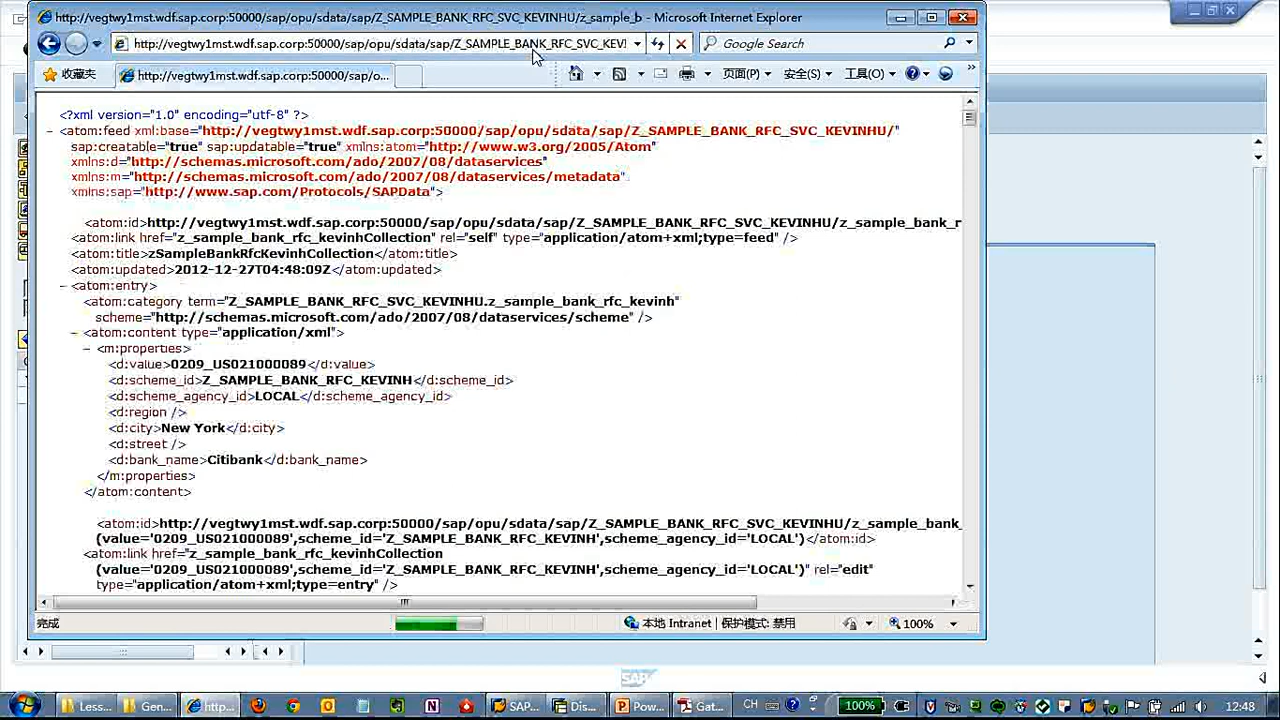 http://vegtwy1mst.wdf.sap.corp:50000/sap/opu/sdata/sap/Z_SAMPLE_BANK_RFC_SVC_KEVINHU/z_sample_b - Microsoft Internet Explorer
http://vegtwy1mst.wdf.sap.corp:50000/sap/opu/sdata/sap/Z_SAMPLE_BANK_RFC_SVC_KEVI
Google Search
收藏夹
http://vegtwy1mst.wdf.sap.corp:50000/sap/o...
页面(P)
安全(S)
工具(O)
<?xml version="1.0" encoding="utf-8" ?>
- <atom:feed xml:base="http://vegtwy1mst.wdf.sap.corp:50000/sap/opu/sdata/sap/Z_SAMPLE_BANK_RFC_SVC_KEVINHU/"
sap:creatable="true" sap:updatable="true" xmlns:atom="http://www.w3.org/2005/Atom"
xmlns:d="http://schemas.microsoft.com/ado/2007/08/dataservices"
xmlns:m="http://schemas.microsoft.com/ado/2007/08/dataservices/metadata"
xmlns:sap="http://www.sap.com/Protocols/SAPData">
<atom:id>http://vegtwy1mst.wdf.sap.corp:50000/sap/opu/sdata/sap/Z_SAMPLE_BANK_RFC_SVC_KEVINHU/z_sample_bank_r
<atom:link href="z_sample_bank_rfc_kevinhCollection" rel="self" type="application/atom+xml;type=feed" />
<atom:title>zSampleBankRfcKevinhCollection</atom:title>
<atom:updated>2012-12-27T04:48:09Z</atom:updated>
- <atom:entry>
<atom:category term="Z_SAMPLE_BANK_RFC_SVC_KEVINHU.z_sample_bank_rfc_kevinh"
scheme="http://schemas.microsoft.com/ado/2007/08/dataservices/scheme" />
- <atom:content type="application/xml">
- <m:properties>
<d:value>0209_US021000089</d:value>
<d:scheme_id>Z_SAMPLE_BANK_RFC_KEVINH</d:scheme_id>
<d:scheme_agency_id>LOCAL</d:scheme_agency_id>
<d:region />
<d:city>New York</d:city>
<d:street />
<d:bank_name>Citibank</d:bank_name>
</m:properties>
</atom:content>
<atom:id>http://vegtwy1mst.wdf.sap.corp:50000/sap/opu/sdata/sap/Z_SAMPLE_BANK_RFC_SVC_KEVINHU/z_sample_bank_
(value='0209_US021000089',scheme_id='Z_SAMPLE_BANK_RFC_KEVINH',scheme_agency_id='LOCAL')</atom:id>
<atom:link href="z_sample_bank_rfc_kevinhCollection
(value='0209_US021000089',scheme_id='Z_SAMPLE_BANK_RFC_KEVINH',scheme_agency_id='LOCAL')" rel="edit"
type="application/atom+xml;type=entry" />
完成
本地 Intranet | 保护模式: 禁用
100%
SAP
Less...
Gen...
http...
SAP...
Dis...
Pow...
Gat...
CH
100%
12:48